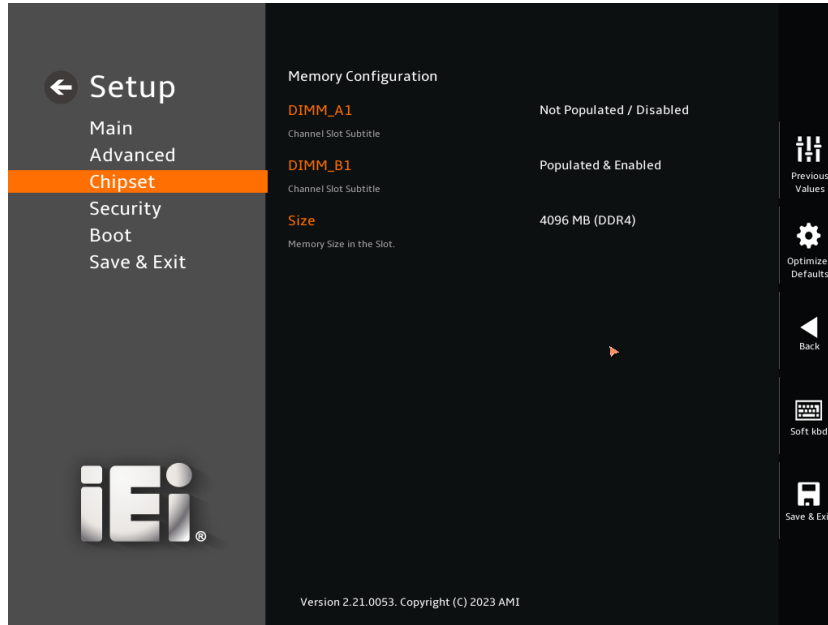 Setup
Main
Advanced
Chipset
Security
Boot
Save & Exit
iEi®
Memory Configuration
DIMM_A1 Not Populated / Disabled
Channel Slot Subtitle
DIMM_B1 Populated & Enabled
Channel Slot Subtitle
Size 4096 MB (DDR4)
Memory Size in the Slot.
Version 2.21.0053. Copyright (C) 2023 AMI
Previous
Values
Optimize
Defaults
Back
Soft kbd
Save & Exi